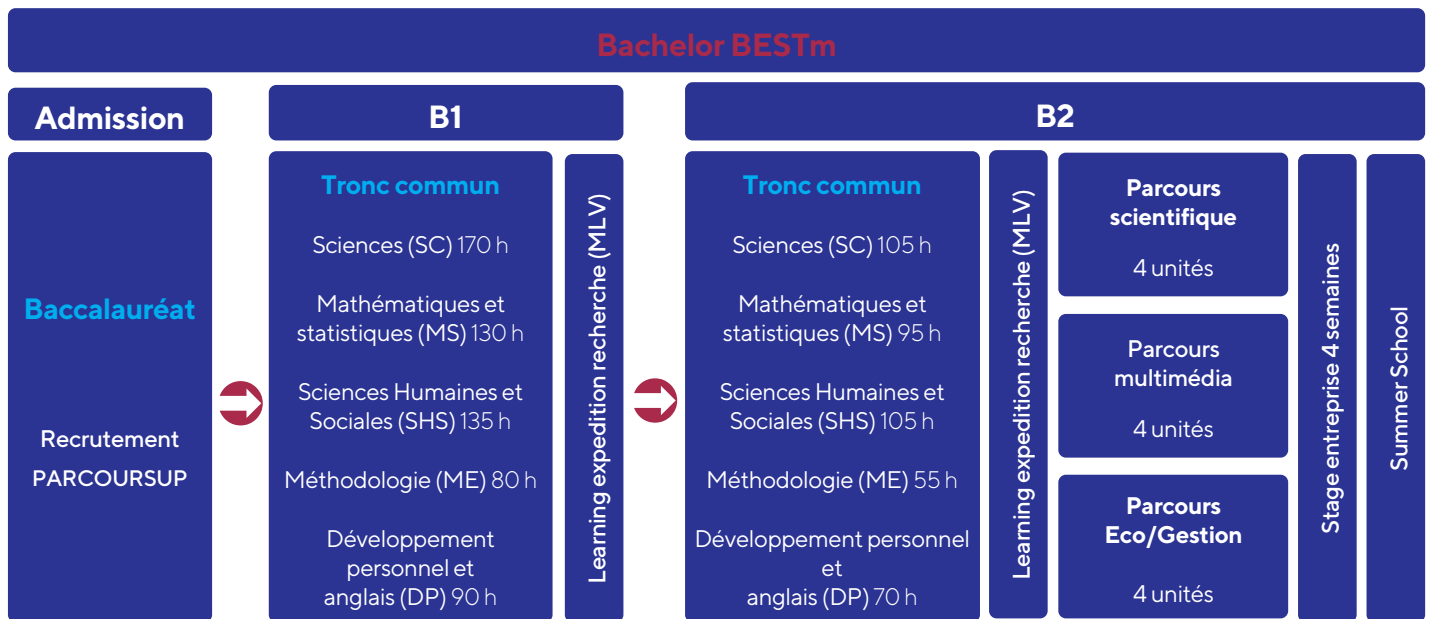 Bachelor BESTm
Admission
Baccalauréat
Recrutement
PARCOURSUP
B1
Tronc commun
Sciences (SC) 170 h
Mathématiques et
statistiques (MS) 130 h
Sciences Humaines et
Sociales (SHS) 135 h
Méthodologie (ME) 80 h
Développement
personnel et
anglais (DP) 90 h
Learning expedition recherche (MLV)
B2
Tronc commun
Sciences (SC) 105 h
Mathématiques et
statistiques (MS) 95 h
Sciences Humaines et
Sociales (SHS) 105 h
Méthodologie (ME) 55 h
Développement personnel
et
anglais (DP) 70 h
Learning expedition recherche (MLV)
Parcours
scientifique
4 unités
Parcours
multimédia
4 unités
Parcours
Eco/Gestion
4 unités
Stage entreprise 4 semaines
Summer School